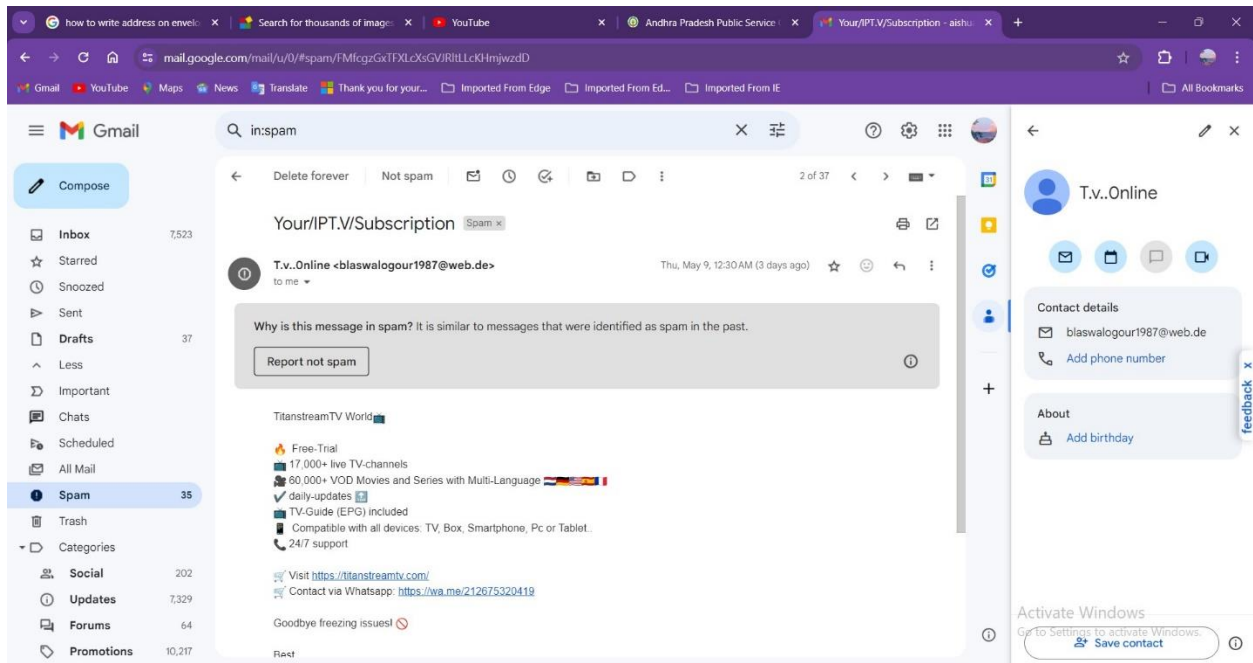 how to write address on envelo
Search for thousands of image
YouTube
Andhra Pradesh Public Service
Your/IPT.V/Subscription - aishu
mail.google.com/mail/u/0/#spam/FMfcgzGxTFXLcXsGVJRltLLcKHmjwzdD
Gmail YouTube Maps News Translate Thank you for your... Imported From Edge Imported From Ed... Imported From IE All Bookmarks
Gmail
in:spam
Compose
Inbox 7,523
Starred
Snoozed
Sent
Drafts 37
Less
Important
Chats
Scheduled
All Mail
Spam 35
Trash
Categories
Social 202
Updates 7,329
Forums 64
Promotions 10,217
Delete forever Not spam 2 of 37
Your/IPT.V/Subscription Spam ×
T.v..0nline <blaswalogour1987@web.de> Thu, May 9, 12:30 AM (3 days ago)
to me
Why is this message in spam? It is similar to messages that were identified as spam in the past.
Report not spam
TitanstreamTV World📺
🔥 Free-Trial
📺 17,000+ live TV-channels
🎥 60,000+ VOD Movies and Series with Multi-Language 🇳🇱🇩🇪🇺🇸🇪🇸🇫🇷
✔️ daily-updates
📺 TV-Guide (EPG) included
📱 Compatible with all devices: TV, Box, Smartphone, Pc or Tablet..
📞 24/7 support
🛒 Visit https://titanstreamtv.com/
🛒 Contact via Whatsapp: https://wa.me/212675320419
Goodbye freezing issues! 🚫
Best
31
T.v..0nline
Contact details
blaswalogour1987@web.de
Add phone number
About
Add birthday
feedback x
Activate Windows
Go to Settings to activate Windows.
Save contact